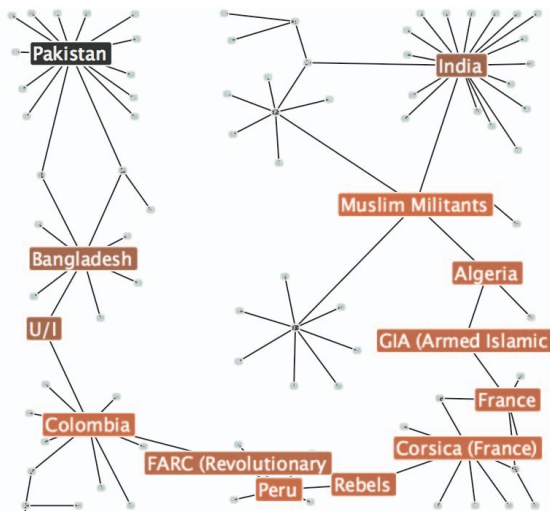 Pakistan
India
Muslim Militants
Bangladesh
Algeria
U/I
GIA (Armed Islamic
France
Colombia
Corsica (France)
FARC (Revolutionary
Peru
Rebels